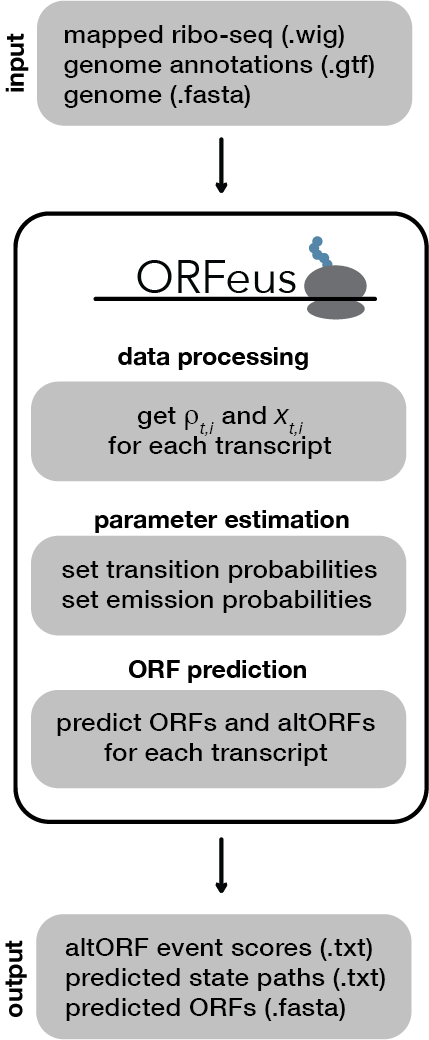 input
mapped ribo-seq (.wig)
genome annotations (.gtf)
genome (.fasta)
ORFeus
data processing
get ρt,i and xt,i
for each transcript
parameter estimation
set transition probabilities
set emission probabilities
ORF prediction
predict ORFs and altORFs
for each transcript
output
altORF event scores (.txt)
predicted state paths (.txt)
predicted ORFs (.fasta)